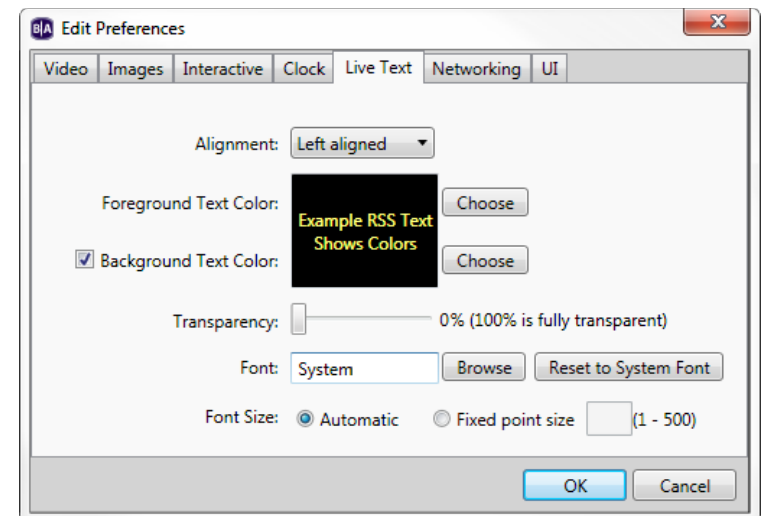 B|A Edit Preferences
Video Images Interactive Clock Live Text Networking UI
Alignment: Left aligned
Foreground Text Color: Choose
Example RSS Text
Shows Colors
Background Text Color: Choose
Transparency: 0% (100% is fully transparent)
Font: System Browse Reset to System Font
Font Size: Automatic Fixed point size (1 - 500)
OK Cancel